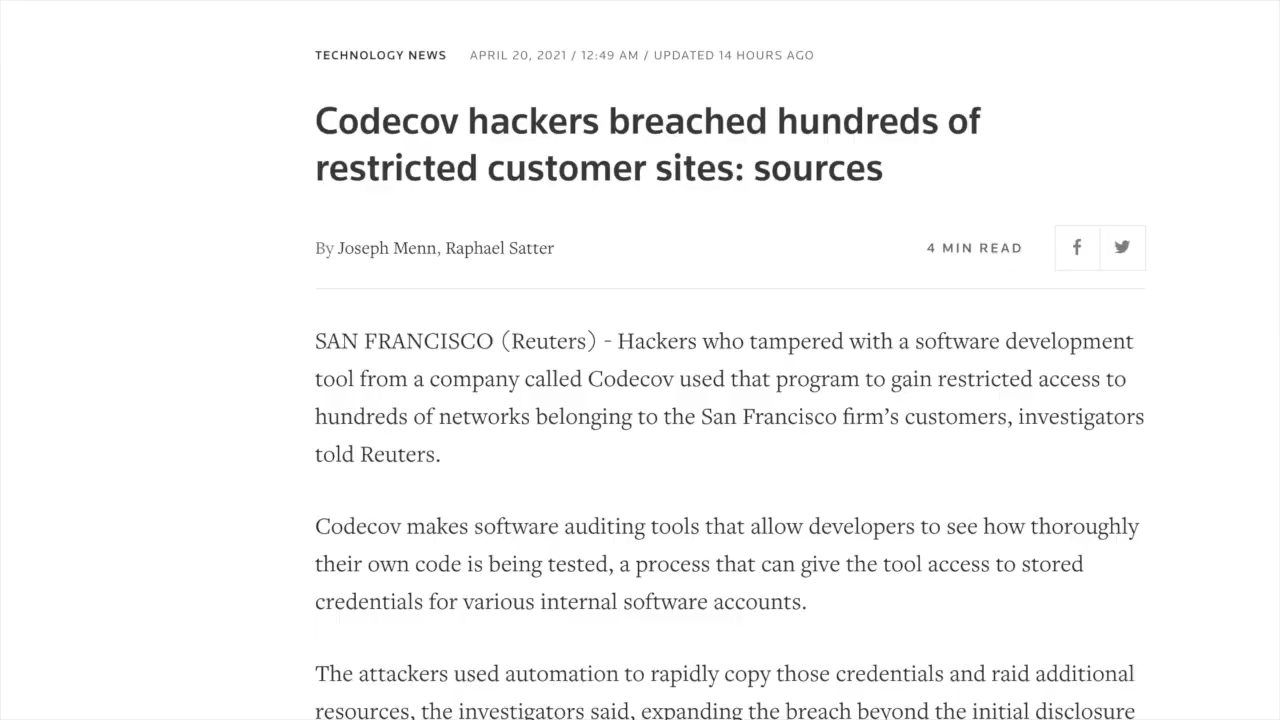 TECHNOLOGY NEWS APRIL 20, 2021 / 12:49 AM / UPDATED 14 HOURS AGO
Codecov hackers breached hundreds of
restricted customer sites: sources
By Joseph Menn, Raphael Satter 4 MIN READ
SAN FRANCISCO (Reuters) - Hackers who tampered with a software development
tool from a company called Codecov used that program to gain restricted access to
hundreds of networks belonging to the San Francisco firm’s customers, investigators
told Reuters.
Codecov makes software auditing tools that allow developers to see how thoroughly
their own code is being tested, a process that can give the tool access to stored
credentials for various internal software accounts.
The attackers used automation to rapidly copy those credentials and raid additional
resources, the investigators said, expanding the breach beyond the initial disclosure